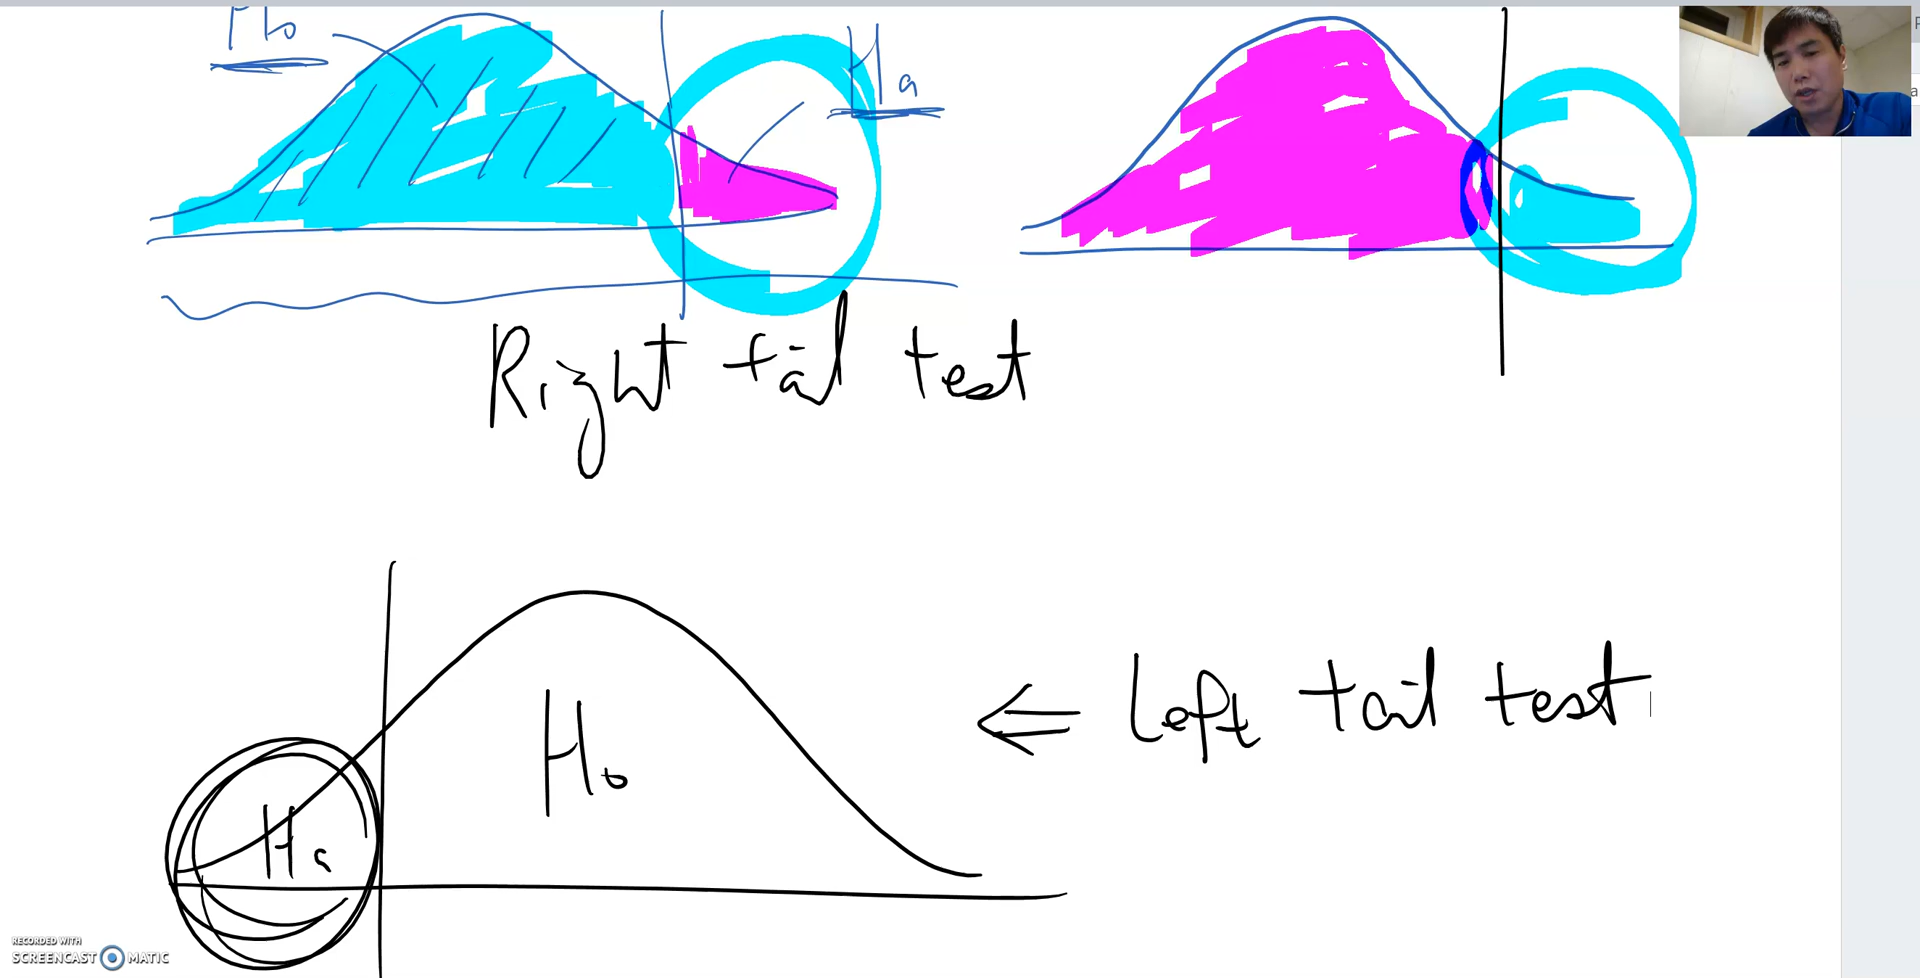 H₀
Ha
Right tail test
H₀
Ha
← Left tail test
RECORDED WITH
SCREENCAST MATIC